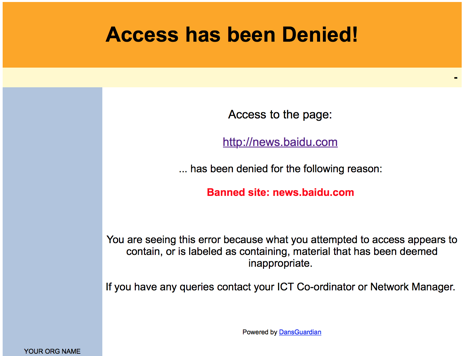 Access has been Denied!
-
Access to the page:
http://news.baidu.com
... has been denied for the following reason:
Banned site: news.baidu.com
You are seeing this error because what you attempted to access appears to
contain, or is labeled as containing, material that has been deemed
inappropriate.
If you have any queries contact your ICT Co-ordinator or Network Manager.
Powered by DansGuardian
YOUR ORG NAME